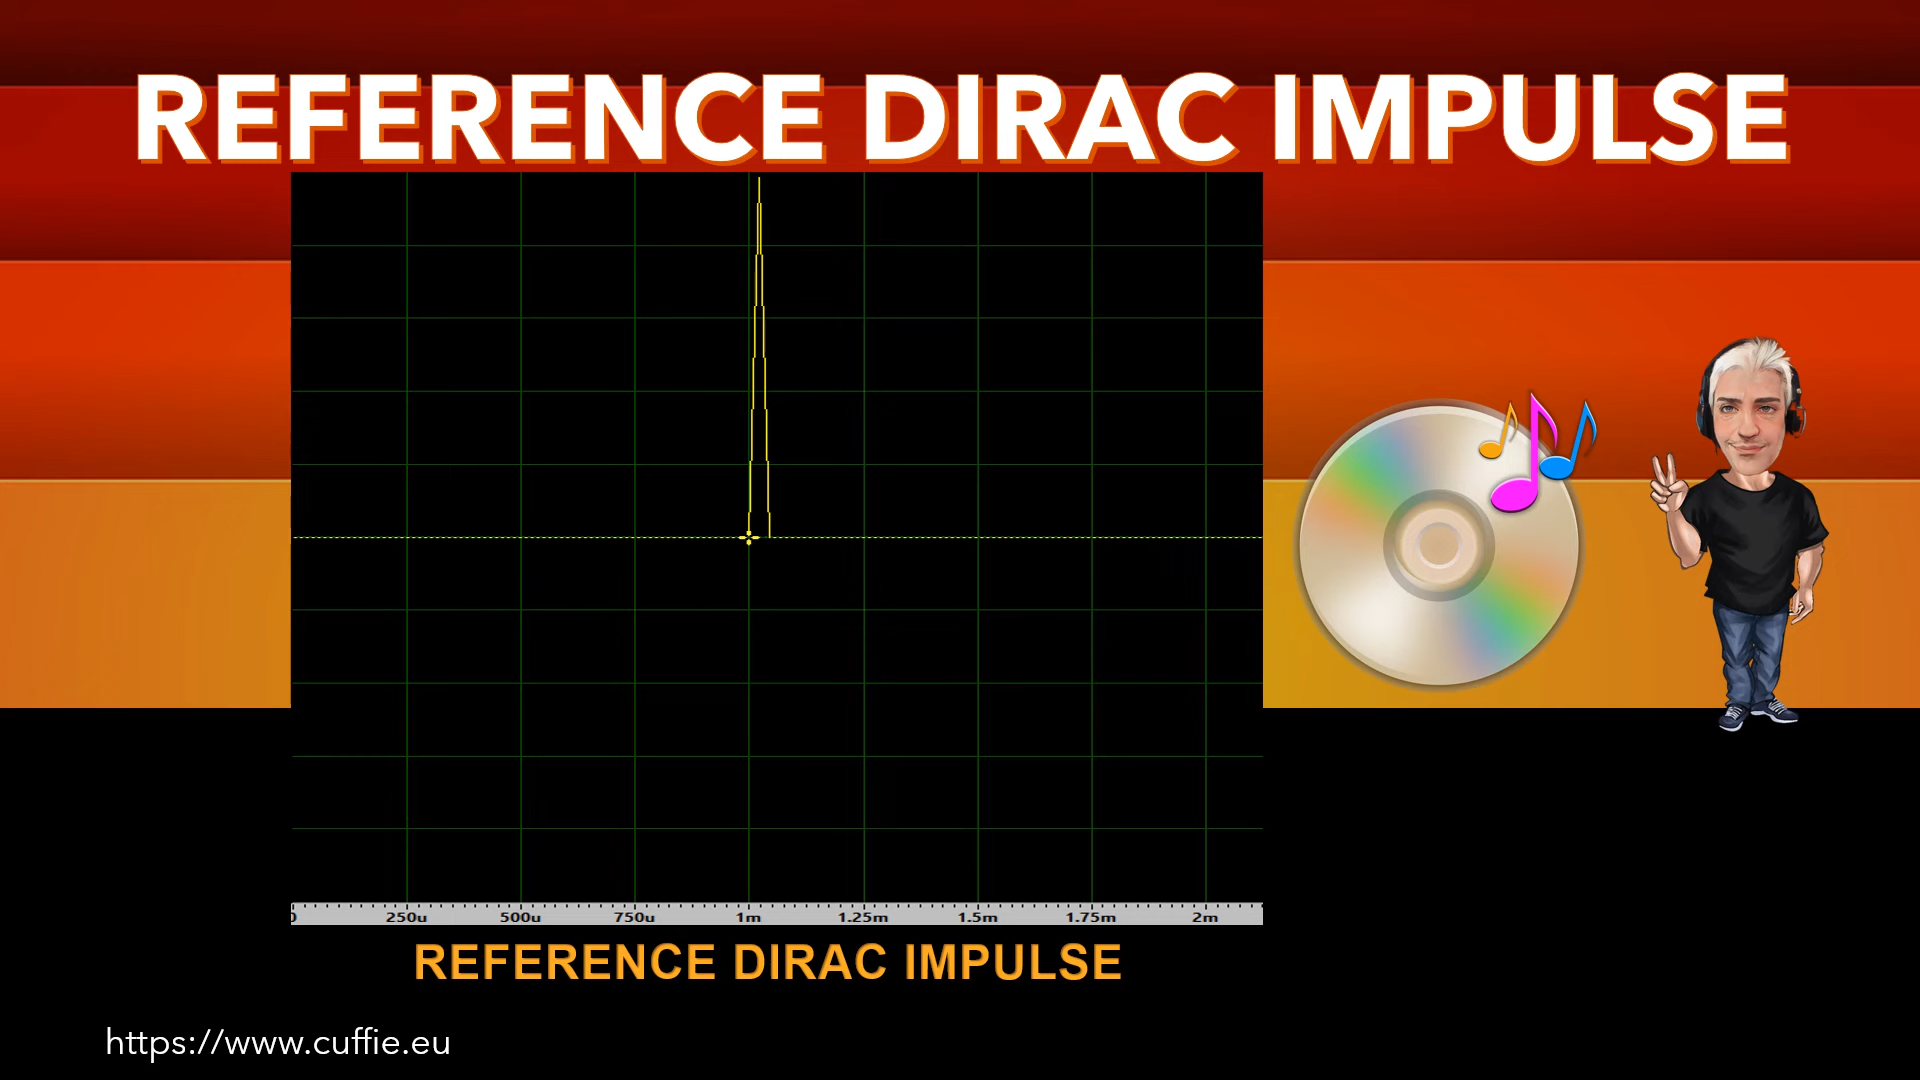 REFERENCE DIRAC IMPULSE
0 250u 500u 750u 1m 1.25m 1.5m 1.75m 2m
REFERENCE DIRAC IMPULSE
https://www.cuffie.eu